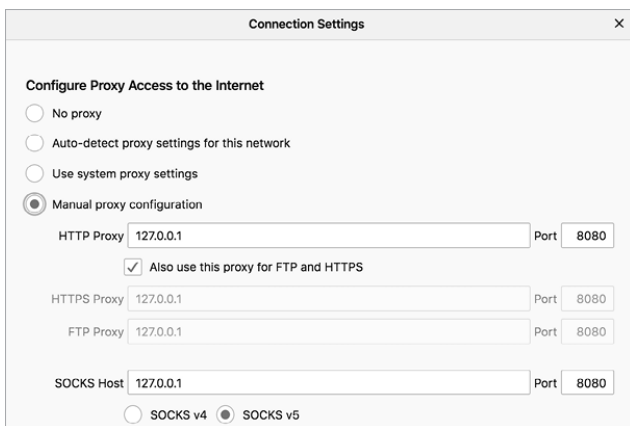 Connection Settings ×
Configure Proxy Access to the Internet
No proxy
Auto-detect proxy settings for this network
Use system proxy settings
Manual proxy configuration
HTTP Proxy 127.0.0.1 Port 8080
Also use this proxy for FTP and HTTPS
HTTPS Proxy 127.0.0.1 Port 8080
FTP Proxy 127.0.0.1 Port 8080
SOCKS Host 127.0.0.1 Port 8080
SOCKS v4 SOCKS v5